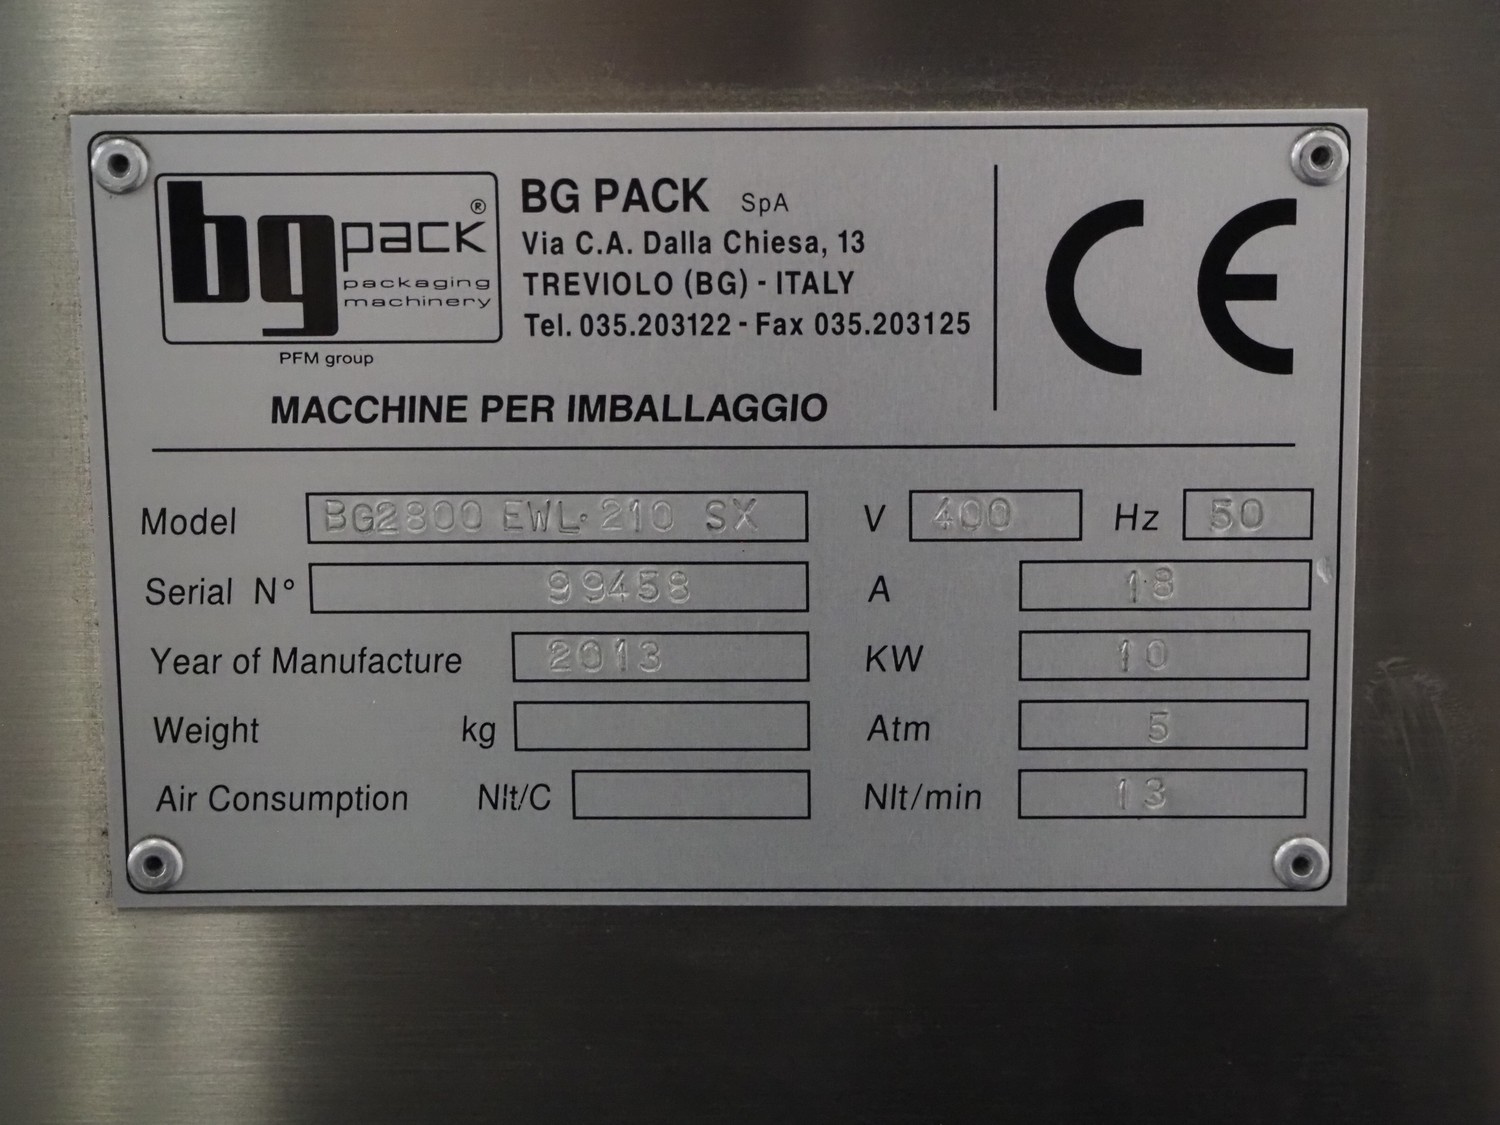 bg pack ®
packaging
machinery
PFM group
BG PACK SpA
Via C.A. Dalla Chiesa, 13
TREVIOLO (BG) - ITALY
Tel. 035.203122 - Fax 035.203125
CE
MACCHINE PER IMBALLAGGIO
Model BG2800 EWL·210 SX V 400 Hz 50
Serial N° 99458 A 18
Year of Manufacture 2013 KW 10
Weight kg Atm 5
Air Consumption Nlt/C Nlt/min 13